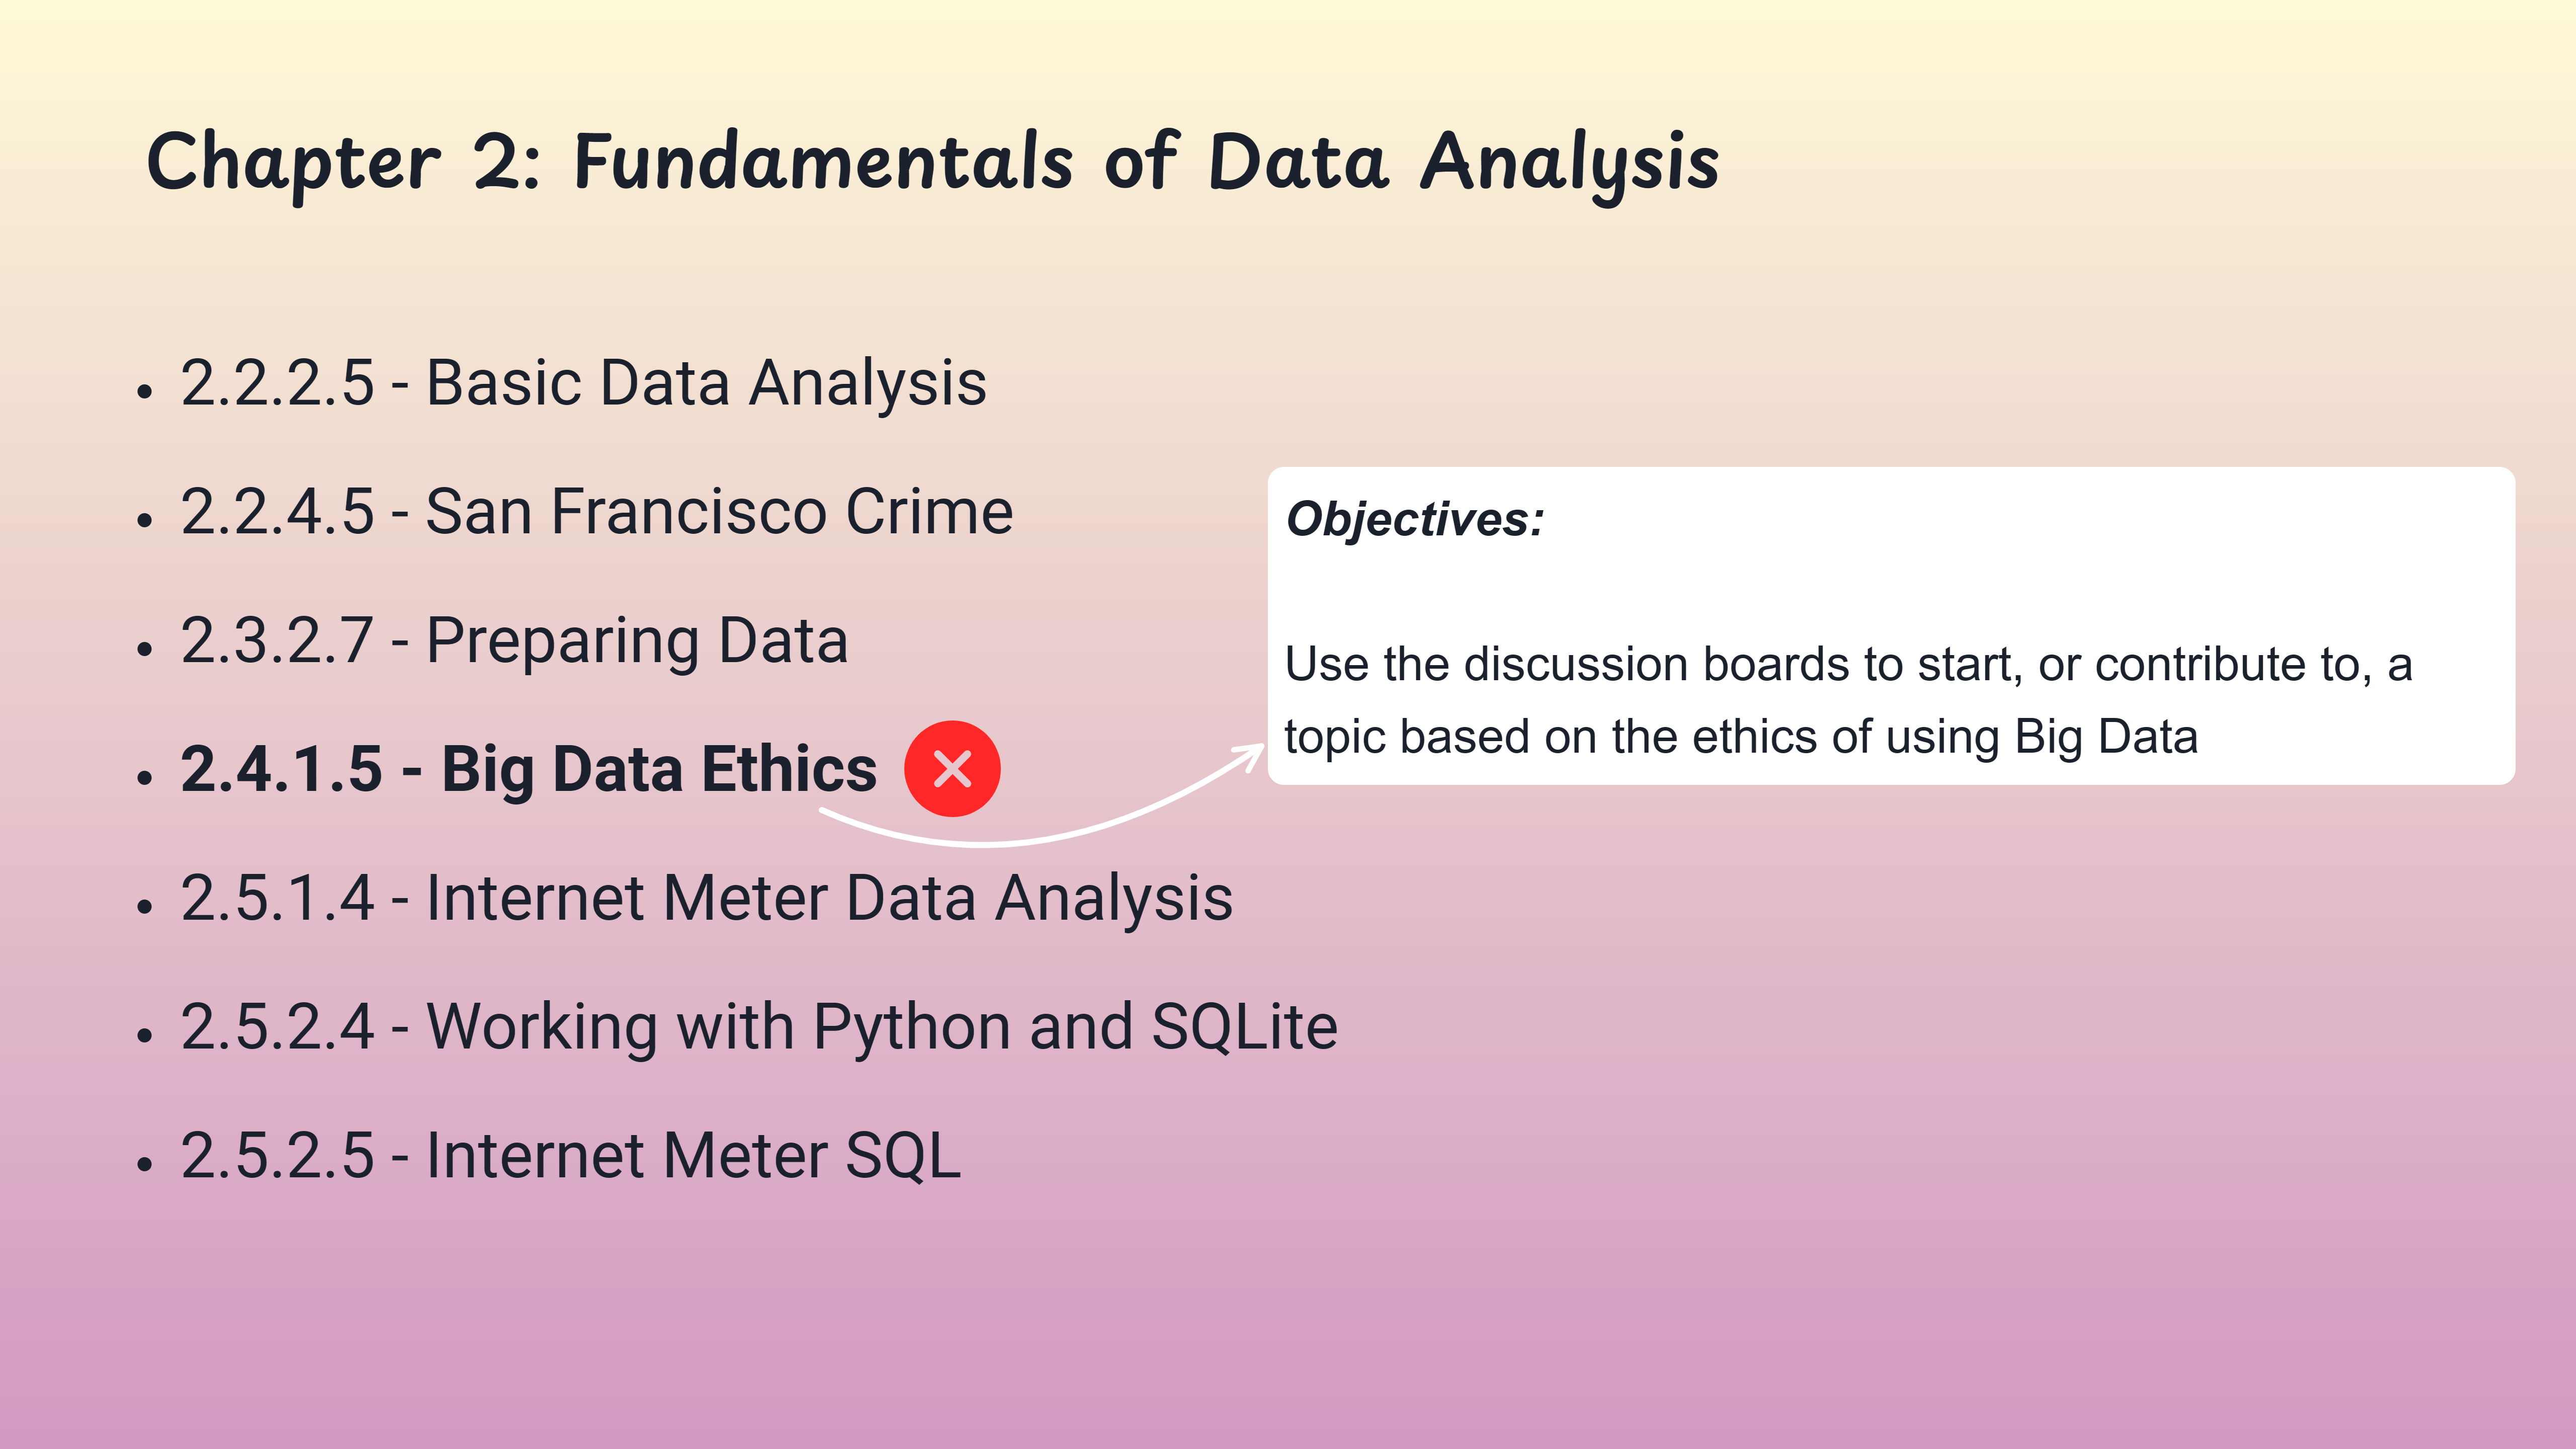 Chapter 2: Fundamentals of Data Analysis
• 2.2.2.5 - Basic Data Analysis
• 2.2.4.5 - San Francisco Crime
• 2.3.2.7 - Preparing Data
• 2.4.1.5 - Big Data Ethics
Objectives:
Use the discussion boards to start, or contribute to, a
topic based on the ethics of using Big Data
• 2.5.1.4 - Internet Meter Data Analysis
• 2.5.2.4 - Working with Python and SQLite
• 2.5.2.5 - Internet Meter SQL